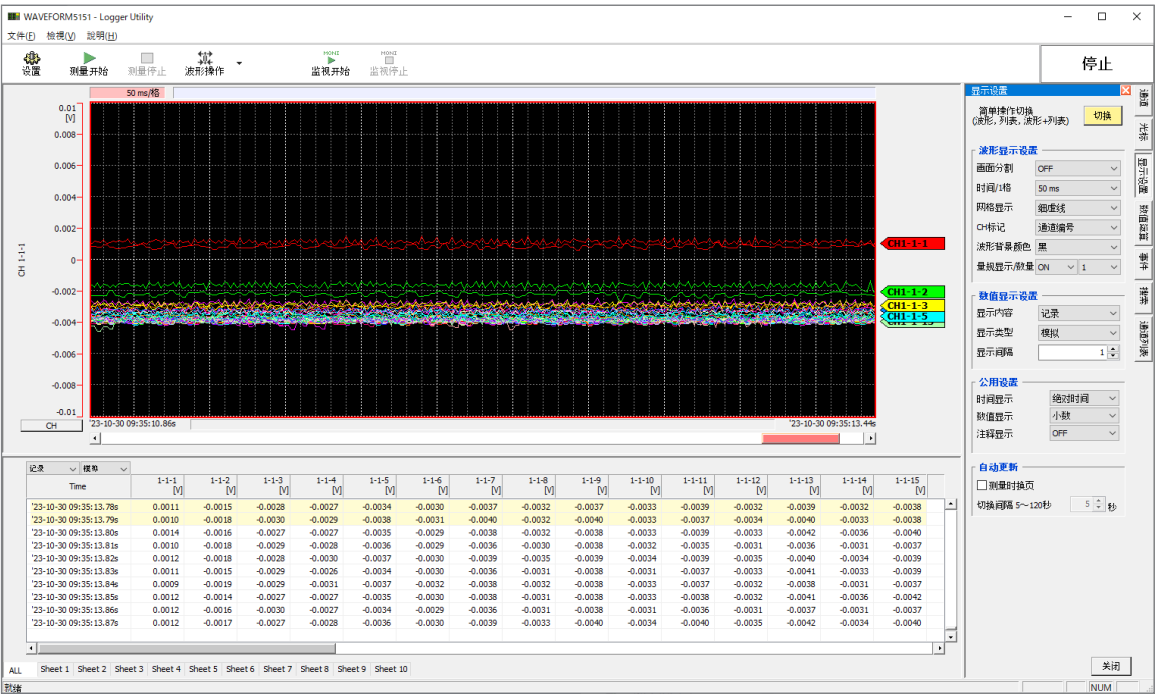 WAVEFORM5151 - Logger Utility
文件(F) 檢視(V) 說明(H)
设置 测量开始 测量停止 波形操作 MONI 监视开始 MONI 监视停止 停止
50 ms/格
0.01
[V]
0.008
0.006
0.004
0.002
0
-0.002
-0.004
-0.006
-0.008
-0.01
CH 1-1-1
CH
CH1-1-1
CH1-1-2
CH1-1-3
CH1-1-5
CH1-1-15
'23-10-30 09:35:10.86s '23-10-30 09:35:13.44s
记录 模拟
Time 1-1-1 [V] 1-1-2 [V] 1-1-3 [V] 1-1-4 [V] 1-1-5 [V] 1-1-6 [V] 1-1-7 [V] 1-1-8 [V] 1-1-9 [V] 1-1-10 [V] 1-1-11 [V] 1-1-12 [V] 1-1-13 [V] 1-1-14 [V] 1-1-15 [V]
'23-10-30 09:35:13.78s 0.0011 -0.0015 -0.0028 -0.0027 -0.0034 -0.0030 -0.0037 -0.0032 -0.0037 -0.0033 -0.0039 -0.0032 -0.0039 -0.0032 -0.0038
'23-10-30 09:35:13.79s 0.0010 -0.0018 -0.0030 -0.0029 -0.0038 -0.0031 -0.0040 -0.0032 -0.0040 -0.0033 -0.0037 -0.0034 -0.0040 -0.0033 -0.0038
'23-10-30 09:35:13.80s 0.0014 -0.0016 -0.0027 -0.0027 -0.0035 -0.0029 -0.0038 -0.0032 -0.0038 -0.0033 -0.0039 -0.0033 -0.0042 -0.0036 -0.0040
'23-10-30 09:35:13.81s 0.0010 -0.0018 -0.0029 -0.0028 -0.0036 -0.0029 -0.0036 -0.0030 -0.0038 -0.0032 -0.0035 -0.0031 -0.0036 -0.0031 -0.0037
'23-10-30 09:35:13.82s 0.0012 -0.0018 -0.0028 -0.0030 -0.0037 -0.0030 -0.0039 -0.0035 -0.0039 -0.0034 -0.0039 -0.0035 -0.0040 -0.0034 -0.0039
'23-10-30 09:35:13.83s 0.0011 -0.0015 -0.0029 -0.0026 -0.0034 -0.0030 -0.0036 -0.0031 -0.0038 -0.0031 -0.0037 -0.0033 -0.0041 -0.0033 -0.0039
'23-10-30 09:35:13.84s 0.0009 -0.0019 -0.0029 -0.0031 -0.0037 -0.0032 -0.0038 -0.0032 -0.0038 -0.0033 -0.0037 -0.0032 -0.0038 -0.0031 -0.0037
'23-10-30 09:35:13.85s 0.0012 -0.0014 -0.0027 -0.0027 -0.0035 -0.0030 -0.0038 -0.0031 -0.0038 -0.0033 -0.0038 -0.0032 -0.0041 -0.0036 -0.0042
'23-10-30 09:35:13.86s 0.0012 -0.0016 -0.0030 -0.0027 -0.0034 -0.0029 -0.0036 -0.0031 -0.0038 -0.0031 -0.0036 -0.0031 -0.0037 -0.0031 -0.0037
'23-10-30 09:35:13.87s 0.0012 -0.0017 -0.0027 -0.0028 -0.0036 -0.0030 -0.0039 -0.0033 -0.0040 -0.0034 -0.0040 -0.0035 -0.0042 -0.0034 -0.0040
ALL Sheet 1 Sheet 2 Sheet 3 Sheet 4 Sheet 5 Sheet 6 Sheet 7 Sheet 8 Sheet 9 Sheet 10
就绪 NUM
显示设置
简单操作切换
(波形, 列表, 波形+列表) 切换
波形显示设置
画面分割 OFF
时间/1格 50 ms
网格显示 细虚线
CH标记 通道编号
波形背景颜色 黑
量规显示/数量 ON 1
数值显示设置
显示内容 记录
显示类型 模拟
显示间隔 1
公用设置
时间显示 绝对时间
数值显示 小数
注释显示 OFF
自动更新
测量时换页
切换间隔 5～120秒 5 秒
关闭
通道
光标
显示设置
数值运算
事件
搜索
通道列表